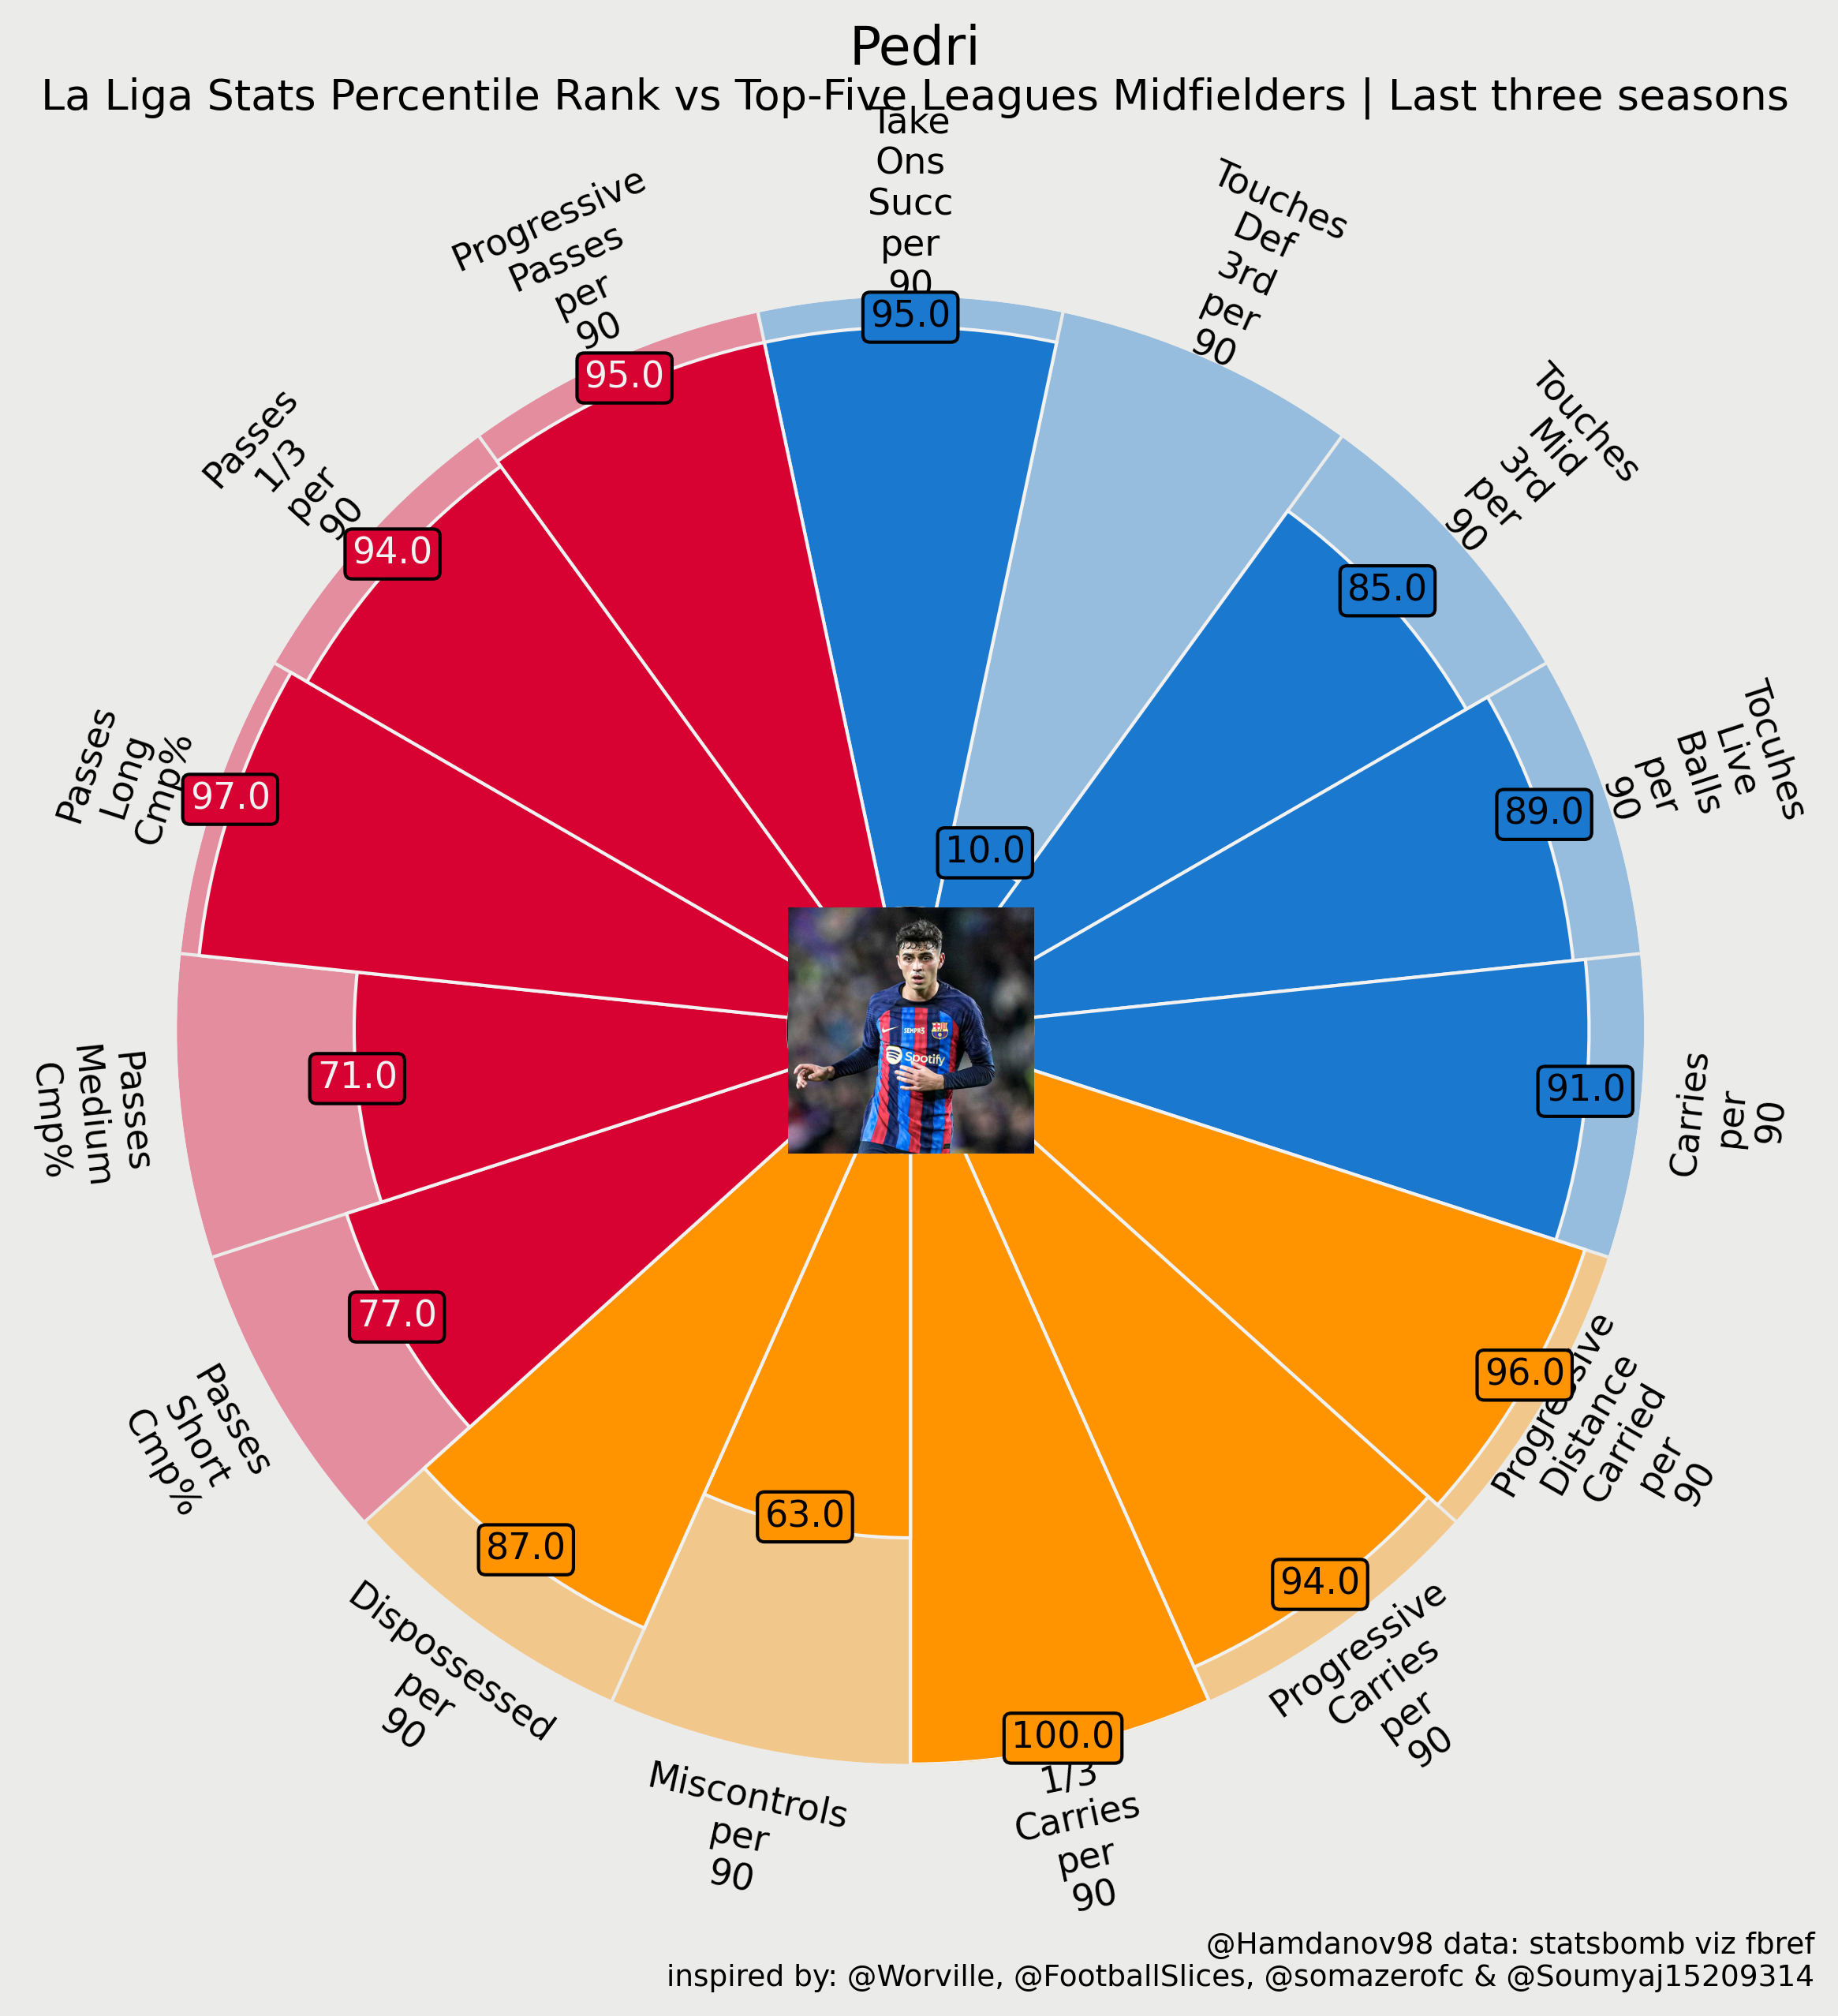 Pedri
La Liga Stats Percentile Rank vs Top-Five Leagues Midfielders | Last three seasons
Take
Ons
Succ
per
90
95.0
Touches
Def
3rd
per
90
10.0
Touches
Mid
3rd
per
90
85.0
Tocuhes
Live
Balls
per
90
89.0
Carries
per
90
91.0
Progressive
Distance
Carried
per
90
96.0
Progressive
Carries
per
90
94.0
100.0
1/3
Carries
per
90
63.0
Miscontrols
per
90
87.0
Dispossessed
per
90
77.0
Passes
Short
Cmp%
71.0
Passes
Medium
Cmp%
Passes
Long
Cmp%
97.0
Passes
1/3
per
90
94.0
Progressive
Passes
per
90
95.0
SEMPR3
Spotify
@Hamdanov98 data: statsbomb viz fbref
inspired by: @Worville, @FootballSlices, @somazerofc & @Soumyaj15209314